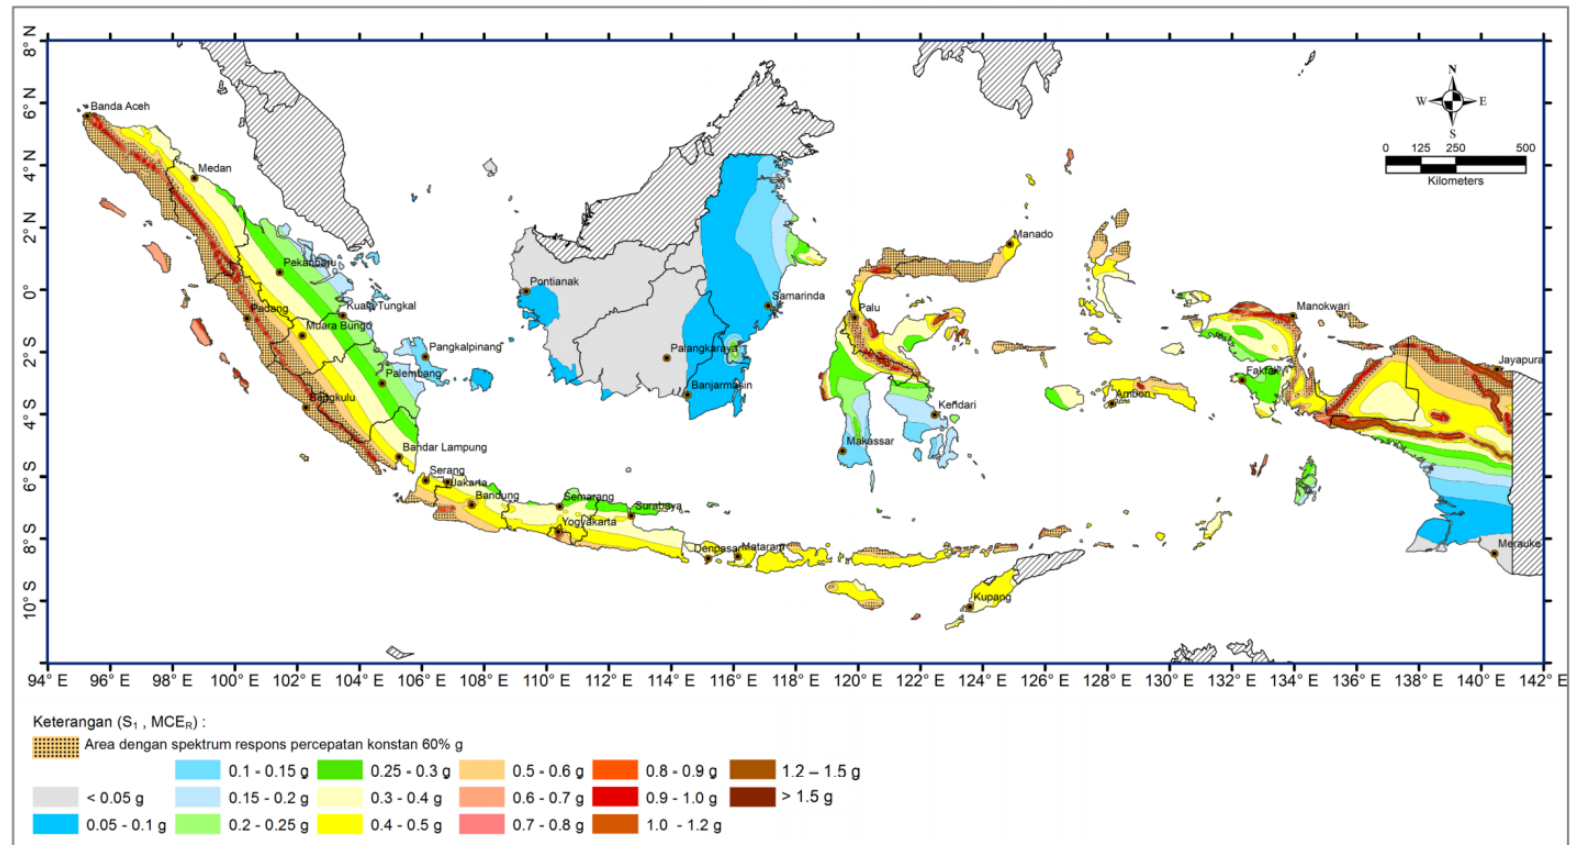 8° N
6° N
4° N
2° N
0°
2° S
4° S
6° S
8° S
10° S
N
W
E
S
0 125 250 500
Kilometers
Banda Aceh
Medan
Pekanbaru
Kuala Tungkal
Padang
Muara Bungo
Pangkalpinang
Palembang
Bengkulu
Bandar Lampung
Serang
Jakarta
Bandung
Semarang
Surabaya
Yogyakarta
Denpasar
Mataram
Kupang
Pontianak
Samarinda
Palangkaraya
Banjarmasin
Manado
Palu
Kendari
Makassar
Ambon
Manokwari
Fakfak
Jayapura
Merauke
94° E 96° E 98° E 100° E 102° E 104° E 106° E 108° E 110° E 112° E 114° E 116° E 118° E 120° E 122° E 124° E 126° E 128° E 130° E 132° E 134° E 136° E 138° E 140° E 142° E
Keterangan (S₁ , MCEᵣ) :
Area dengan spektrum respons percepatan konstan 60% g
0.1 - 0.15 g 0.25 - 0.3 g 0.5 - 0.6 g 0.8 - 0.9 g 1.2 – 1.5 g
< 0.05 g 0.15 - 0.2 g 0.3 - 0.4 g 0.6 - 0.7 g 0.9 - 1.0 g > 1.5 g
0.05 - 0.1 g 0.2 - 0.25 g 0.4 - 0.5 g 0.7 - 0.8 g 1.0 - 1.2 g